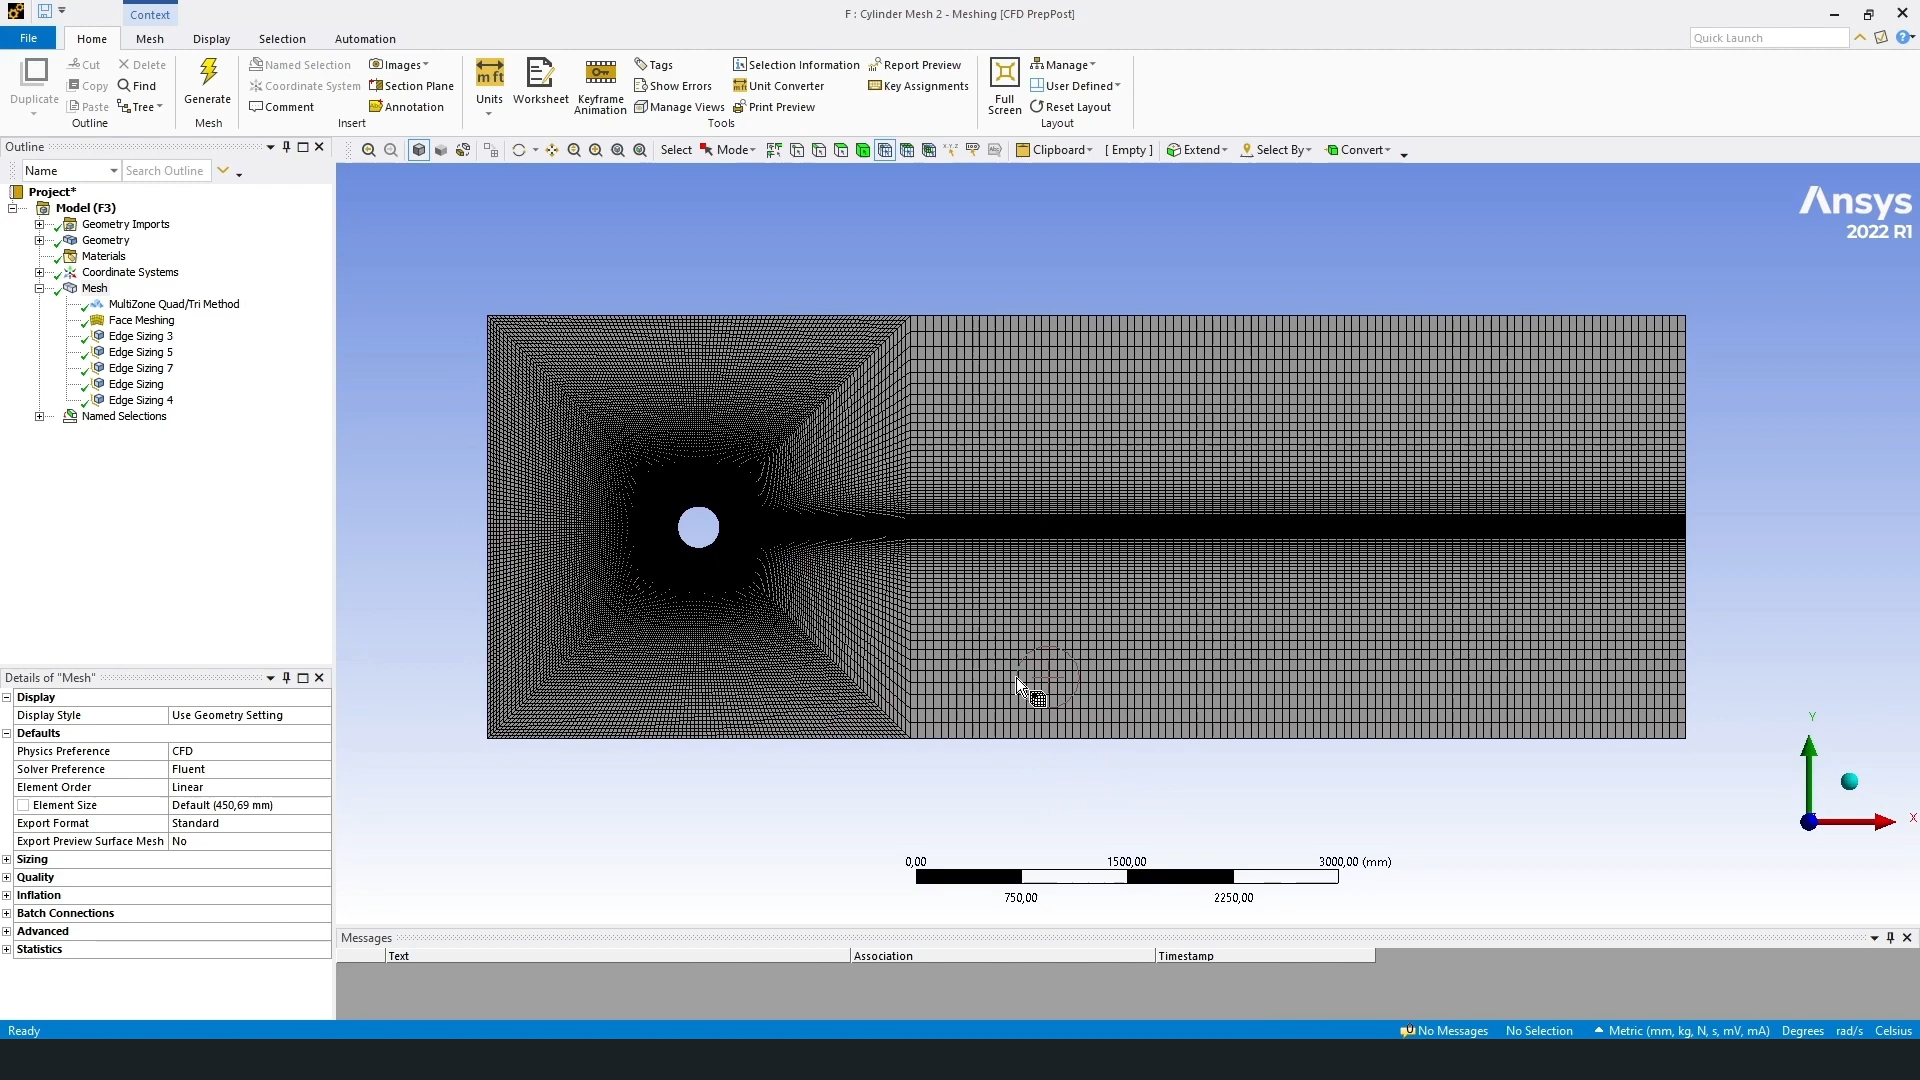 Context
F : Cylinder Mesh 2 - Meshing [CFD PrepPost]
File Home Mesh Display Selection Automation
Quick Launch
Duplicate
Cut
Copy
Paste
Delete
Find
Tree
Outline
Generate
Mesh
Named Selection
Coordinate System
Comment
Images
Section Plane
Annotation
Insert
Units
Worksheet
Keyframe
Animation
Tags
Show Errors
Manage Views
Selection Information
Unit Converter
Print Preview
Report Preview
Key Assignments
Tools
Full
Screen
Manage
User Defined
Reset Layout
Layout
Outline
Name Search Outline
Select Mode Clipboard [ Empty ] Extend Select By Convert
Project*
Model (F3)
Geometry Imports
Geometry
Materials
Coordinate Systems
Mesh
MultiZone Quad/Tri Method
Face Meshing
Edge Sizing 3
Edge Sizing 5
Edge Sizing 7
Edge Sizing
Edge Sizing 4
Named Selections
Ansys
2022 R1
Details of "Mesh"
Display
Display Style Use Geometry Setting
Defaults
Physics Preference CFD
Solver Preference Fluent
Element Order Linear
Element Size Default (450,69 mm)
Export Format Standard
Export Preview Surface Mesh No
Sizing
Quality
Inflation
Batch Connections
Advanced
Statistics
Y
X
0,00 1500,00 3000,00 (mm)
750,00 2250,00
Messages
Text Association Timestamp
Ready No Messages No Selection Metric (mm, kg, N, s, mV, mA) Degrees rad/s Celsius